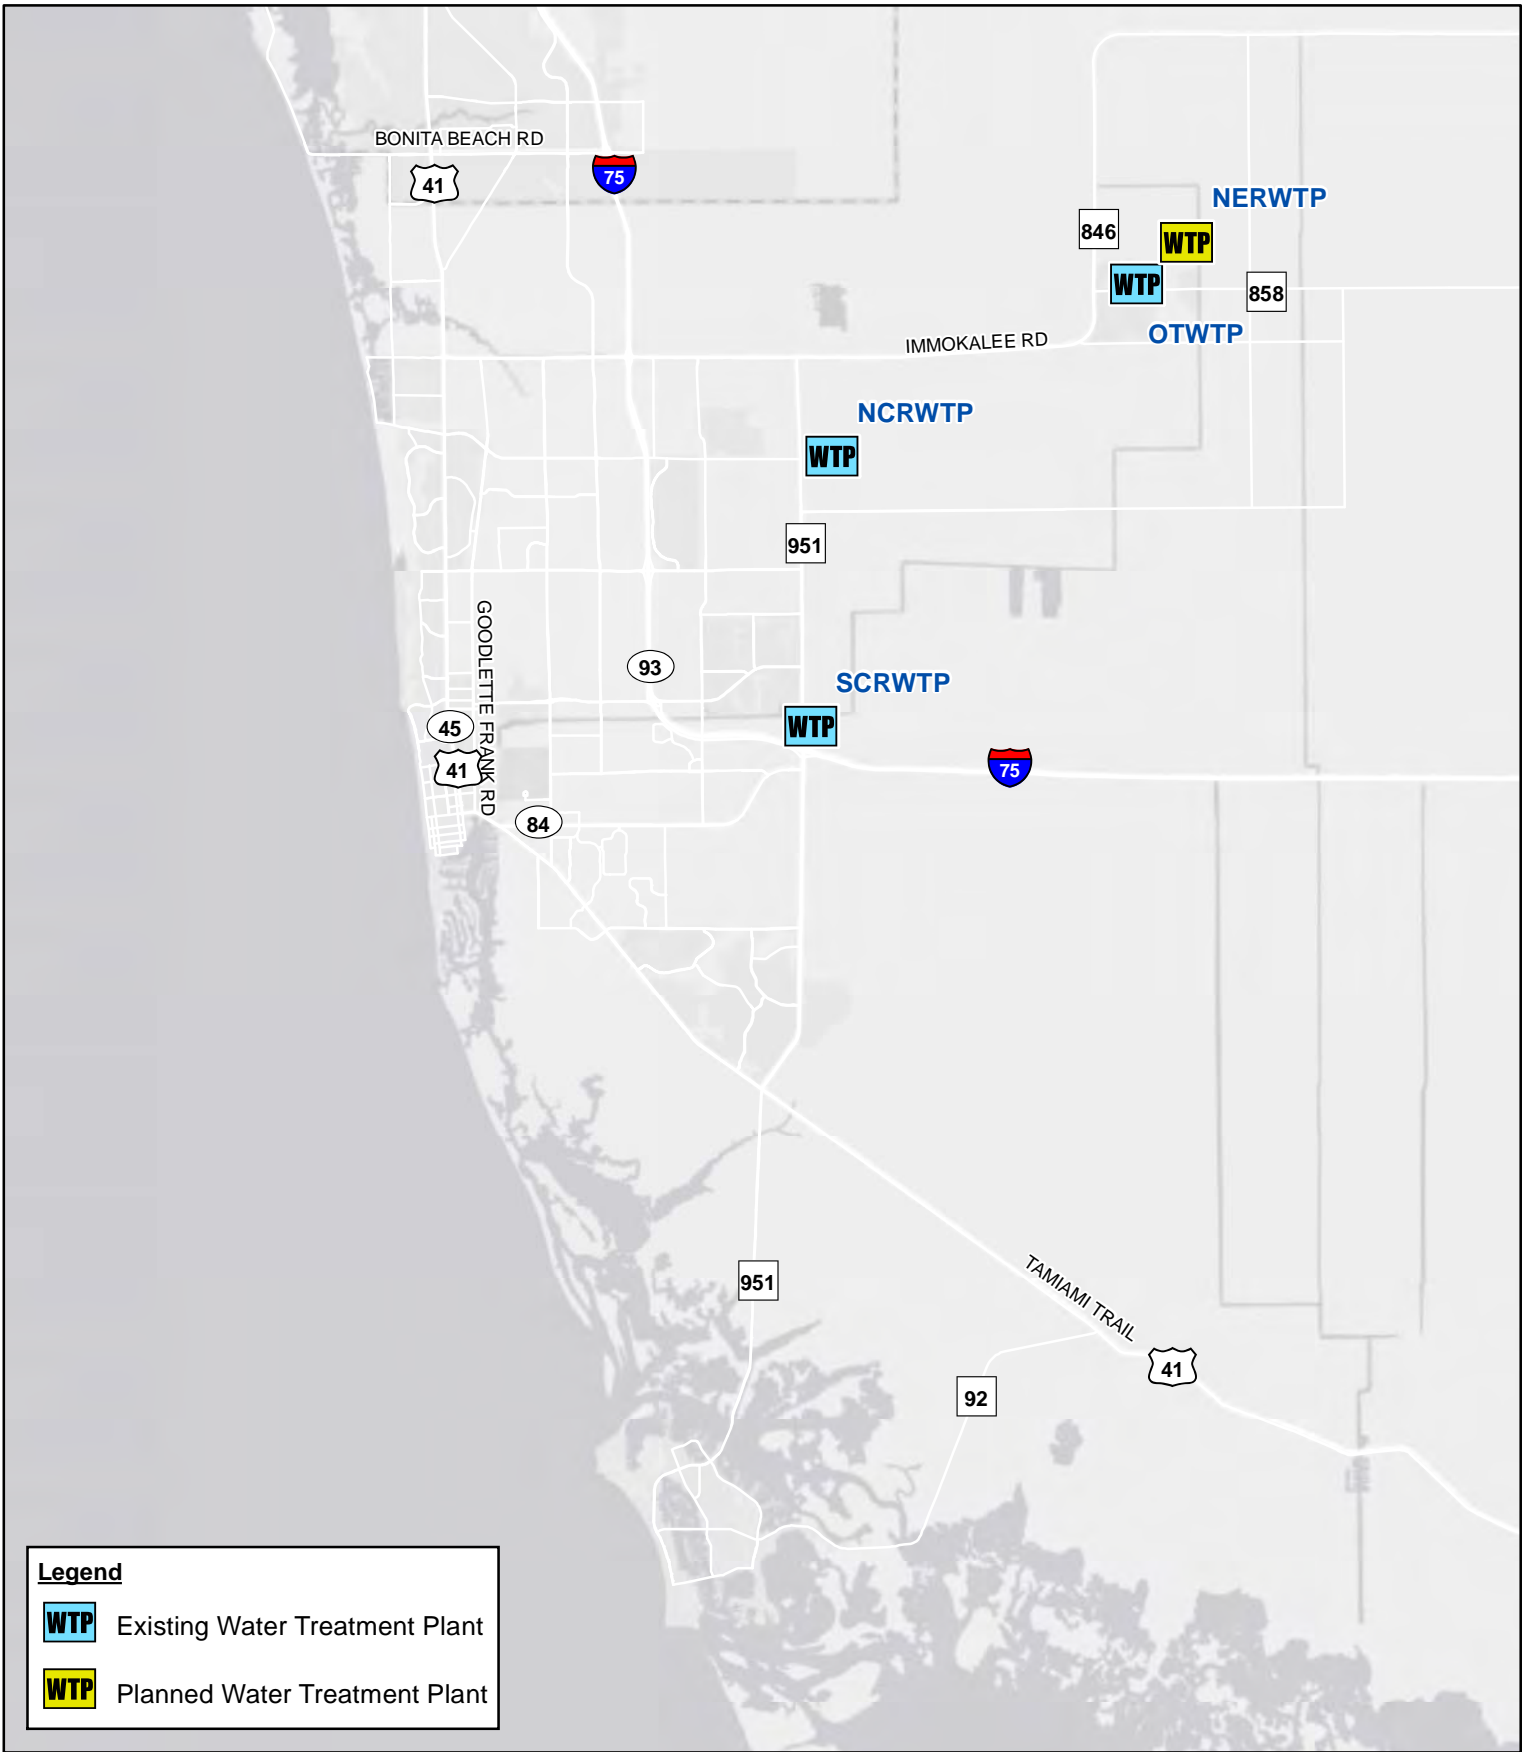 BONITA BEACH RD
41
75
NERWTP
846
WTP
WTP
858
OTWTP
IMMOKALEE RD
NCRWTP
WTP
951
GOODLETTE FRANK RD
93
SCRWTP
45
WTP
41
75
84
951
TAMIAMI TRAIL
41
92
Legend
WTP Existing Water Treatment Plant
WTP Planned Water Treatment Plant